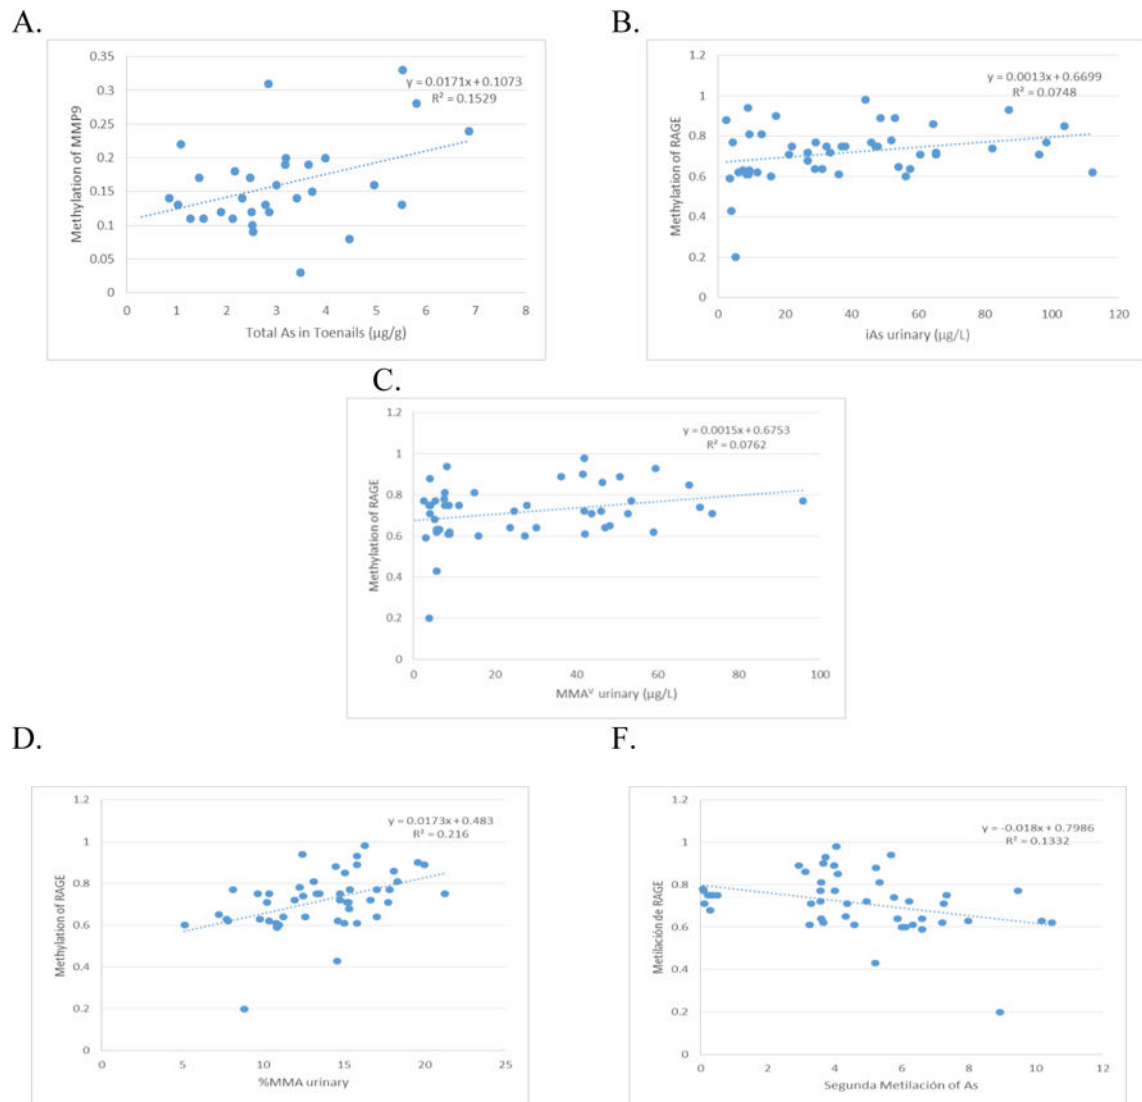 A.
B.
0.35
0.3
0.25
0.2
0.15
0.1
0.05
0
Methylation of MMP9
y = 0.0171x + 0.1073
R² = 0.1529
0 1 2 3 4 5 6 7 8
Total As in Toenails (µg/g)
1.2
1
0.8
0.6
0.4
0.2
0
Methylation of RAGE
y = 0.0013x + 0.6699
R² = 0.0748
0 20 40 60 80 100 120
iAs urinary (µg/L)
C.
1.2
1
0.8
0.6
0.4
0.2
0
Methylation of RAGE
y = 0.0015x + 0.6753
R² = 0.0762
0 20 40 60 80 100
MMAⱽ urinary (µg/L)
D.
F.
1.2
1
0.8
0.6
0.4
0.2
0
Methylation of RAGE
y = 0.0173x + 0.483
R² = 0.216
0 5 10 15 20 25
%MMA urinary
1.2
1
0.8
0.6
0.4
0.2
0
Metilación de RAGE
y = -0.018x + 0.7986
R² = 0.1332
0 2 4 6 8 10 12
Segunda Metilación of As